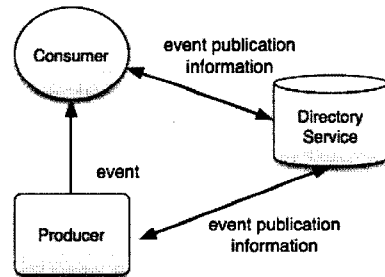 Consumer
event publication
information
Directory
Service
event
Producer
event publication
information